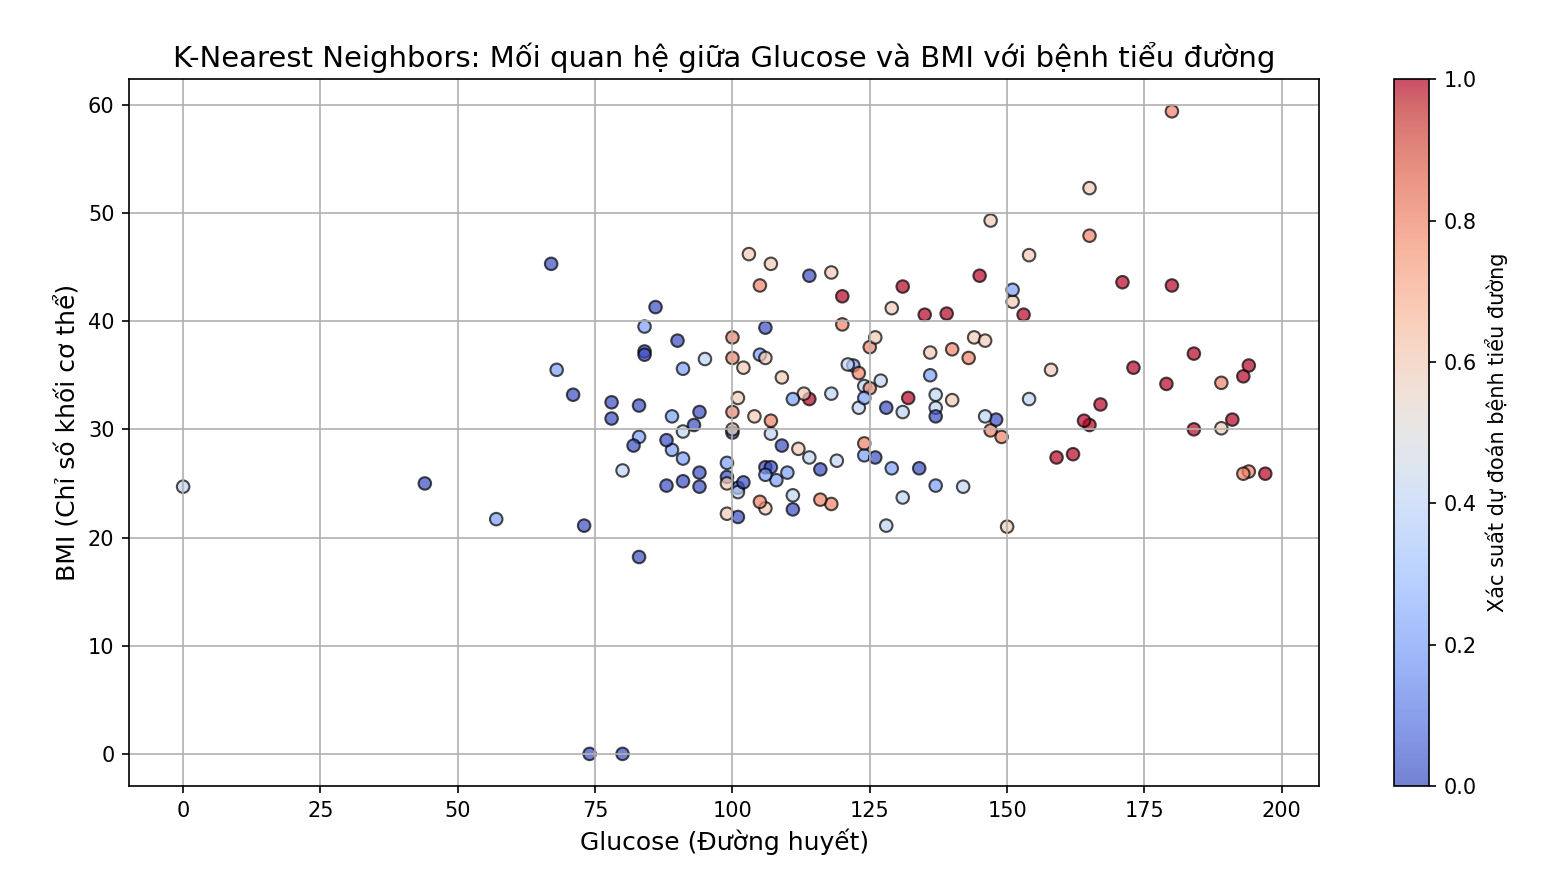 K-Nearest Neighbors: Mối quan hệ giữa Glucose và BMI với bệnh tiểu đường
BMI (Chỉ số khối cơ thể)
60
50
40
30
20
10
0
0 25 50 75 100 125 150 175 200
Glucose (Đường huyết)
1.0
0.8
0.6
0.4
0.2
0.0
Xác suất dự đoán bệnh tiểu đường